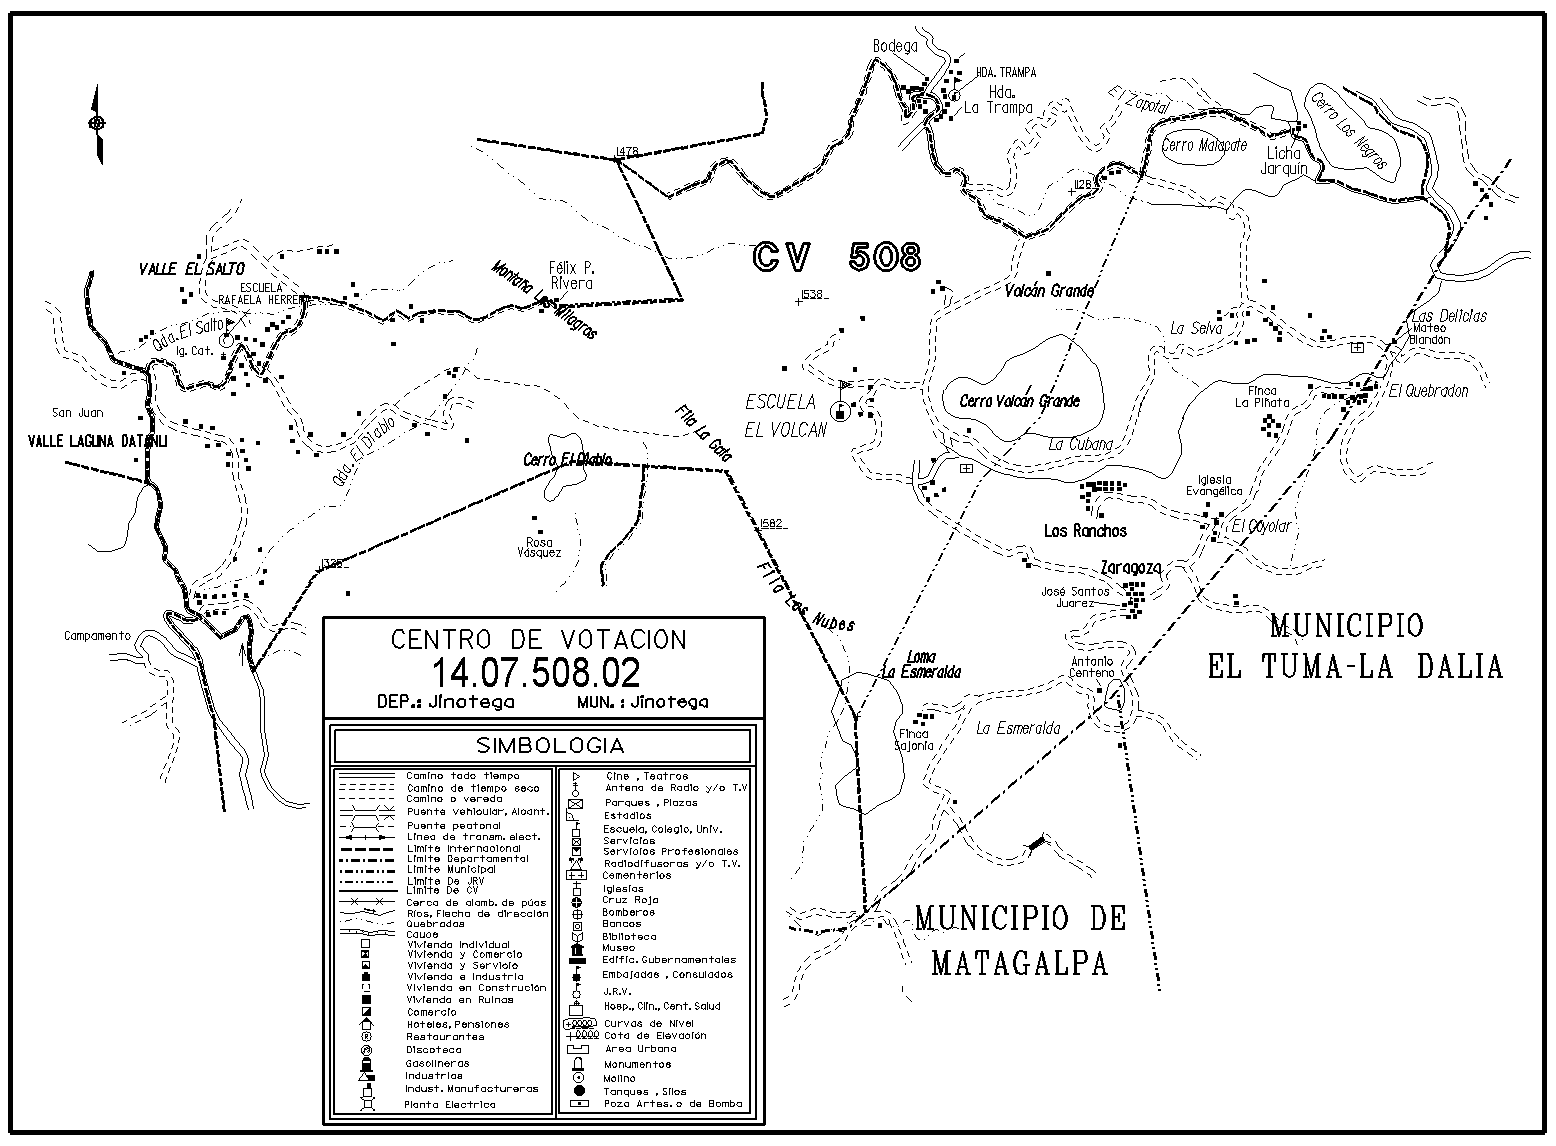 Bodega
HDA. TRAMPA
Hda.
La Trampa
El Zapotal
Cerro Los Negros
Cerro Malacate
Licha
Jarquín
1478
1126
CV 508
VALLE EL SALTO
ESCUELA
RAFAELA HERRER
Félix P.
Rivera
Montaña Los Milagros
1538
Volcán Grande
Qda. El Salto
Ig. Cat.
La Selva
Las Delicias
Mateo
Blandón
San Juan
VALLE LAGUNA DATANLI
Qda. El Diablo
Fila La Gata
ESCUELA
EL VOLCAN
Cerro Volcán Grande
La Cubana
Finca
La Piñata
El Quebradon
Cerro El Diablo
Iglesia
Evangélica
1582
Los Ranchos
El Coyolar
Rosa
Vásquez
Fila Las Nubes
Zaragoza
José Santos
Juarez
Campamento
MUNICIPIO
EL TUMA-LA DALIA
Loma
La Esmeralda
Antonio
Centeno
Finca
Sajonia
La Esmeralda
MUNICIPIO DE
MATAGALPA
CENTRO DE VOTACION
14.07.508.02
DEP.: Jinotega MUN.: Jinotega
SIMBOLOGIA
Camino todo tiempo
Camino de tiempo seco
Camino o vereda
Puente vehicular, Alcant.
Puente peatonal
Linea de transm. elect.
Limite Internacional
Limite Departamental
Limite Municipal
Limite De JRV
Limite De CV
Cerca de alamb. de púas
Ríos, Flecha de dirección
Quebradas
Cauce
Vivienda Individual
Vivienda y Comercio
Vivienda y Servicio
Vivienda e Industria
Vivienda en Construción
Vivienda en Ruinas
Comercio
Hoteles, Pensiones
Restaurantes
Discoteca
Gasolineras
Industrias
Indust. Manufactureras
Planta Electrica
Cine , Teatros
Antena de Radio y/o T.V
Parques , Plazas
Estadios
Escuela, Colegio, Univ.
Servicios
Servicios Profesionales
Radiodifusoras y/o T.V.
Cementerios
Iglesias
Cruz Roja
Bomberos
Bancos
Biblioteca
Museo
Edific. Gubernamentales
Embajadas , Consulados
J.R.V.
Hosp., Clin., Cent. Salud
Curvas de Nivel
Cota de Elevación
Area Urbana
Monumentos
Molino
Tanques , Silos
Pozo Artes. o de Bomba